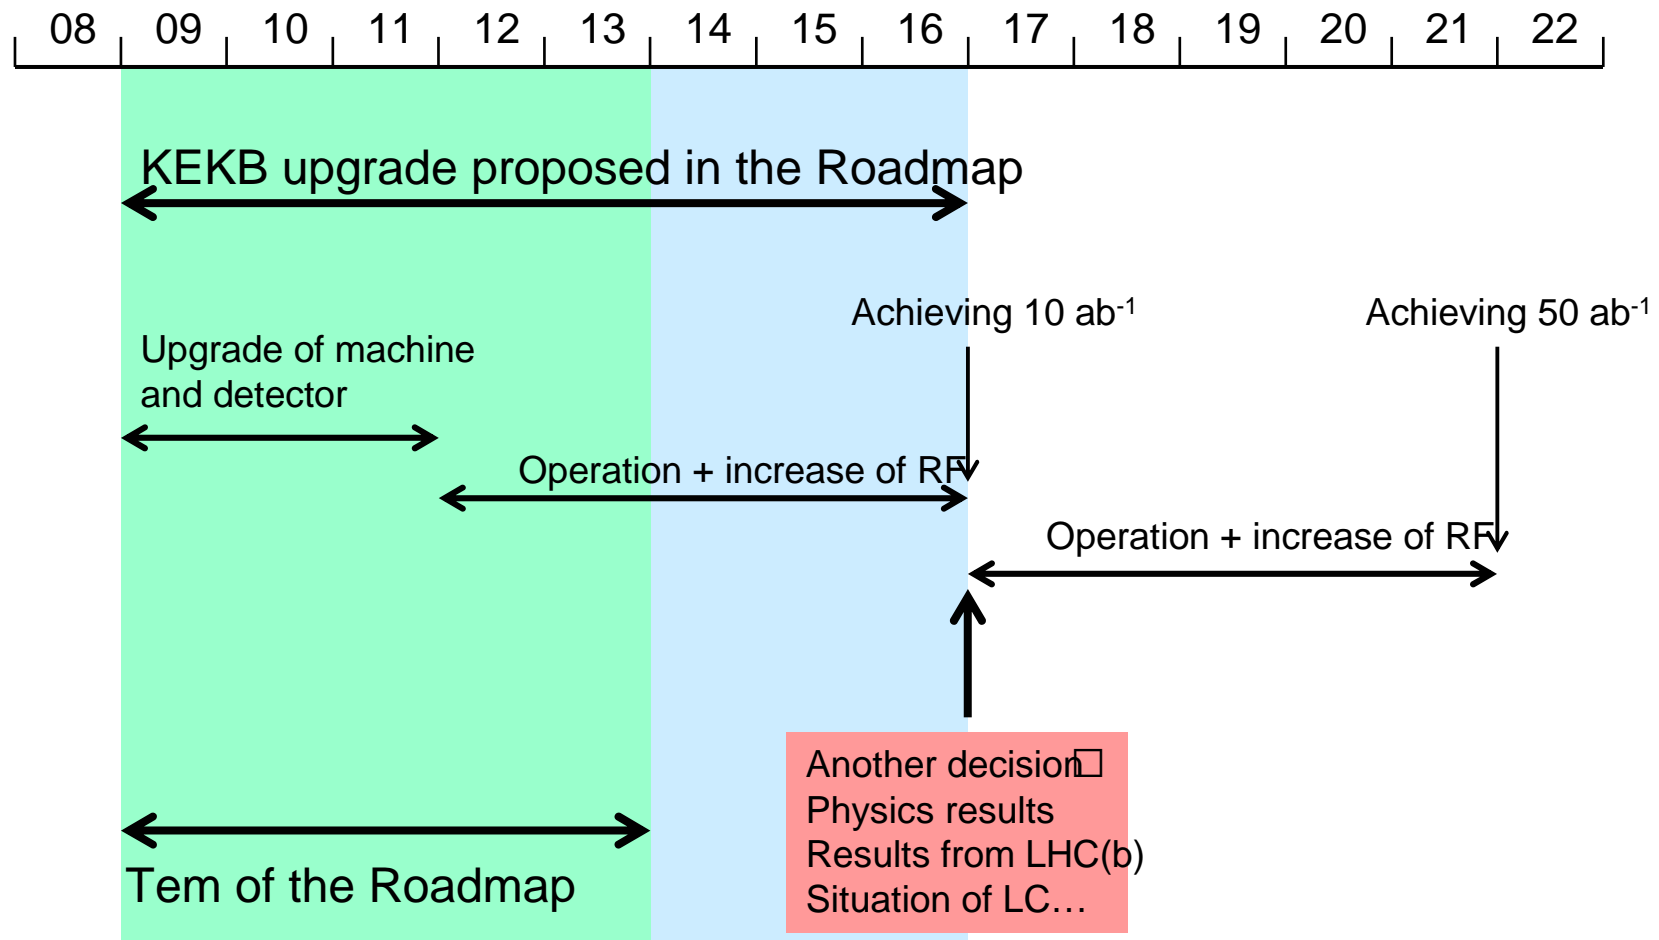 08 09 10 11 12 13 14 15 16 17 18 19 20 21 22
KEKB upgrade proposed in the Roadmap
Achieving 10 ab-1
Achieving 50 ab-1
Upgrade of machine
and detector
Operation + increase of RF
Operation + increase of RF
Another decision□
Physics results
Results from LHC(b)
Situation of LC…
Tem of the Roadmap